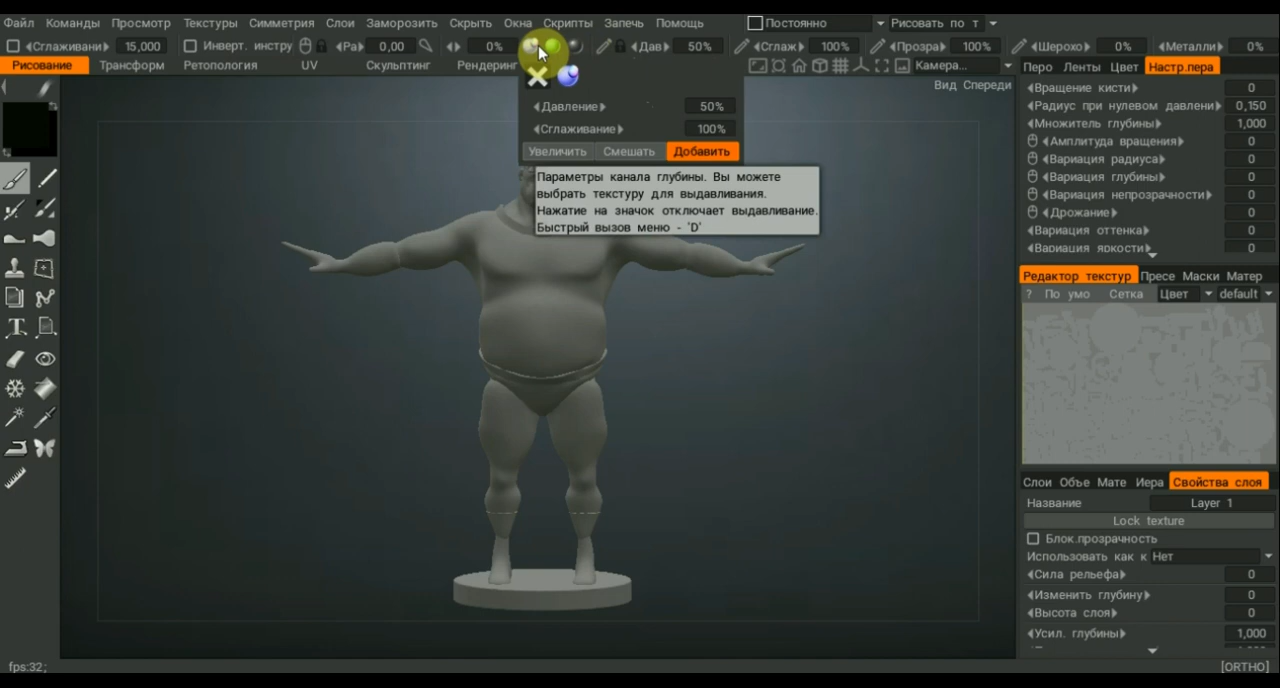 Файл Команды Просмотр Текстуры Симметрия Слои Заморозить Скрыть Окна Скрипты Запечь Помощь Постоянно Рисовать по т
Сглаживани 15,000 Инверт. инстру Ра 0,00 0% Дав 50% Сглаж 100% Прозра 100% Шерохо 0% Металли 0%
Рисование Трансформ Ретопология UV Скульптинг Рендеринг Камера... Перо Ленты Цвет Настр.пера
Вид Спереди
Давление 50%
Сглаживание 100%
Увеличить Смешать Добавить
Параметры канала глубины. Вы можете
выбрать текстуру для выдавливания.
Нажатие на значок отключает выдавливание.
Быстрый вызов меню - 'D'
Вращение кисти 0
Радиус при нулевом давлени 0,150
Множитель глубины 1,000
Амплитуда вращения 0
Вариация радиуса 0
Вариация глубины 0
Вариация непрозрачности 0
Дрожание 0
Вариация оттенка 0
Вариация яркости 0
Редактор текстур Пресе Маски Матер
? По умо Сетка Цвет default
Слои Объе Мате Иера Свойства слоя
Название Layer 1
Lock texture
Блок.прозрачность
Использовать как к Нет
Сила рельефа 0
Изменить глубину 0
Высота слоя 0
Усил. глубины 1,000
fps:32; [ORTHO]